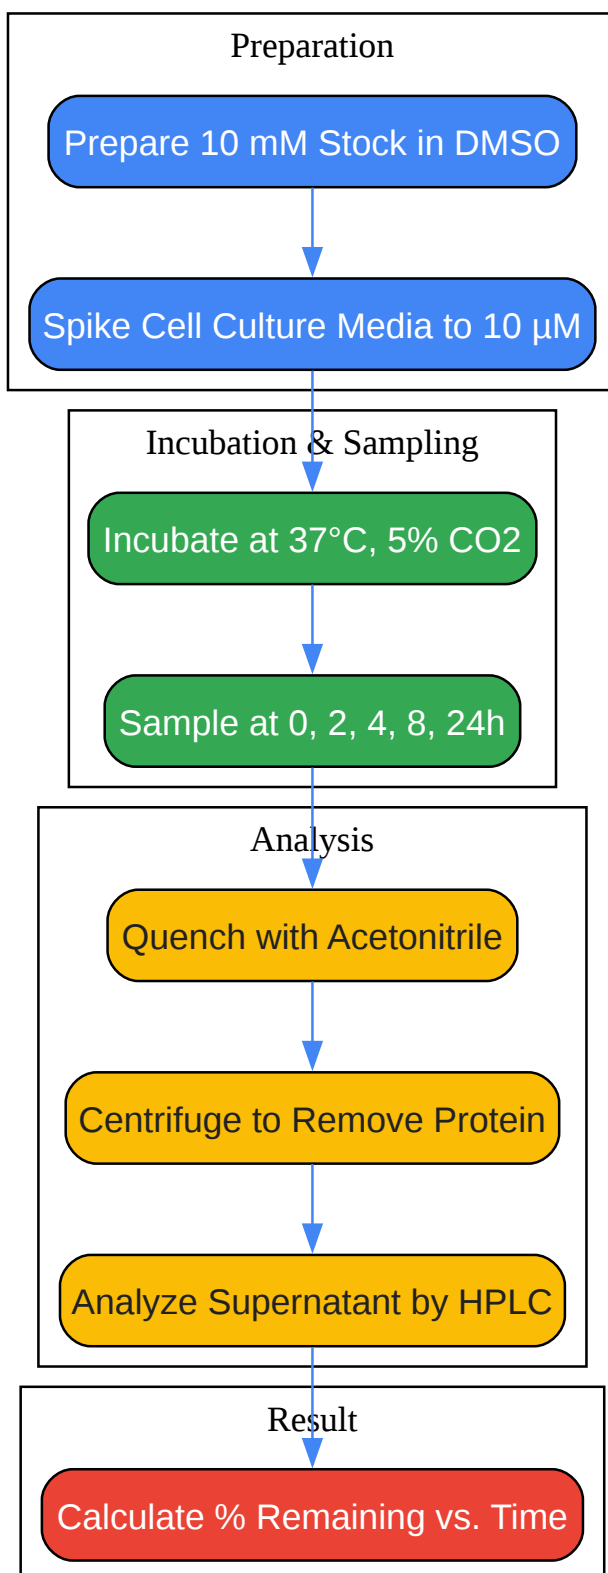 Preparation
Prepare 10 mM Stock in DMSO
Spike Cell Culture Media to 10 µM
Incubation & Sampling
Incubate at 37°C, 5% CO2
Sample at 0, 2, 4, 8, 24h
Analysis
Quench with Acetonitrile
Centrifuge to Remove Protein
Analyze Supernatant by HPLC
Result
Calculate % Remaining vs. Time